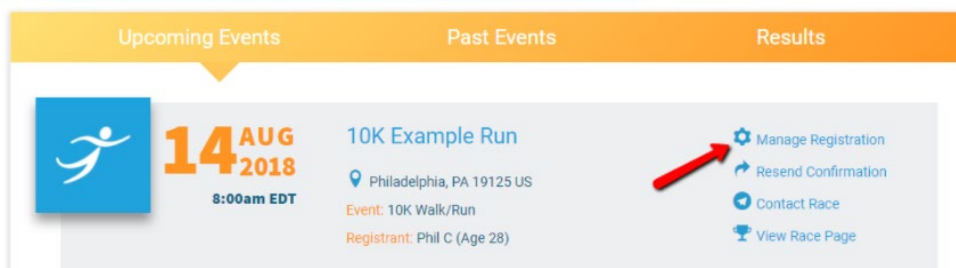 Upcoming Events
Past Events
Results
14 AUG
2018
8:00am EDT
10K Example Run
Philadelphia, PA 19125 US
Event: 10K Walk/Run
Registrant: Phil C (Age 28)
Manage Registration
Resend Confirmation
Contact Race
View Race Page